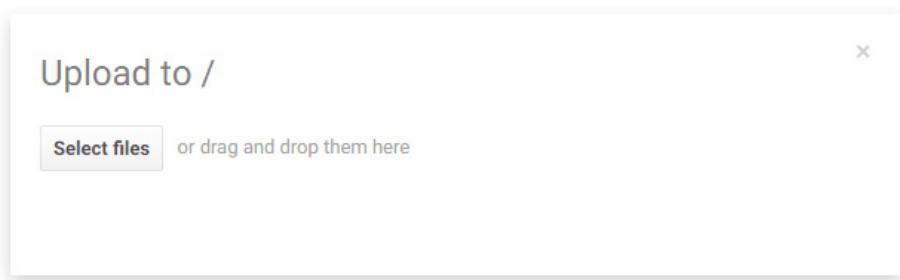 Upload to /
×
Select files or drag and drop them here